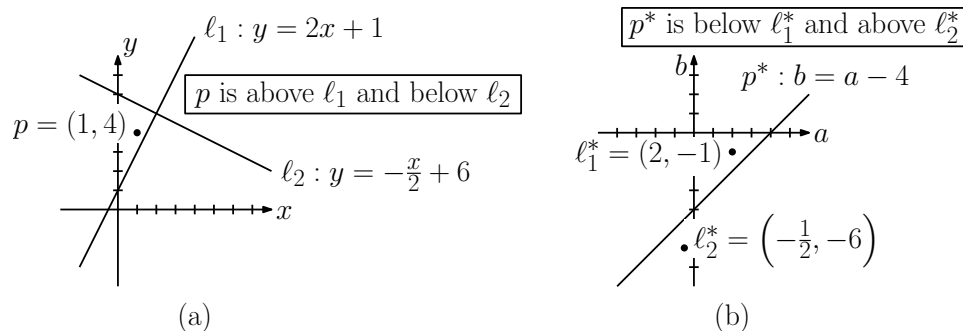 y
ℓ₁ : y = 2x + 1
p is above ℓ₁ and below ℓ₂
p = (1, 4)
ℓ₂ : y = −x/2 + 6
x
(a)
p* is below ℓ₁* and above ℓ₂*
b
p* : b = a − 4
a
ℓ₁* = (2, −1)
ℓ₂* = (−1/2, −6)
(b)